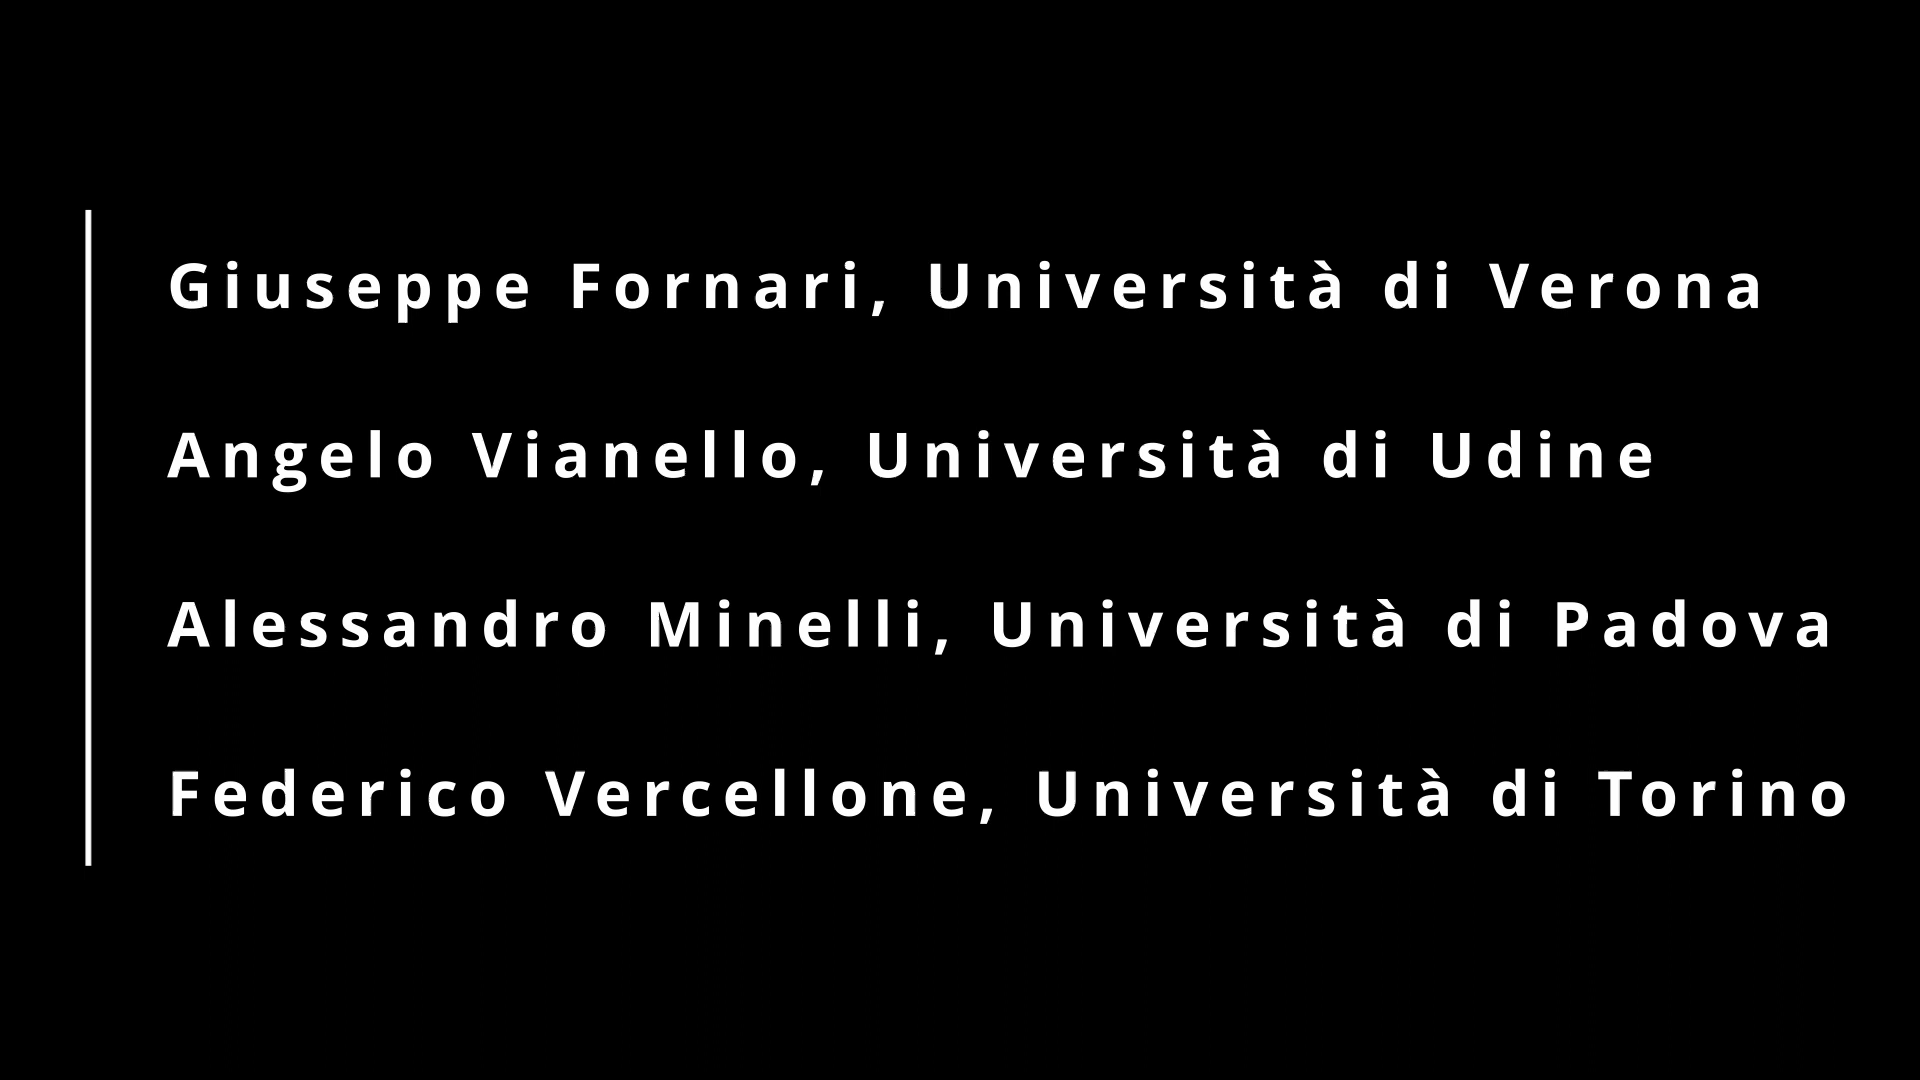 Giuseppe Fornari, Università di Verona
Angelo Vianello, Università di Udine
Alessandro Minelli, Università di Padova
Federico Vercellone, Università di Torino